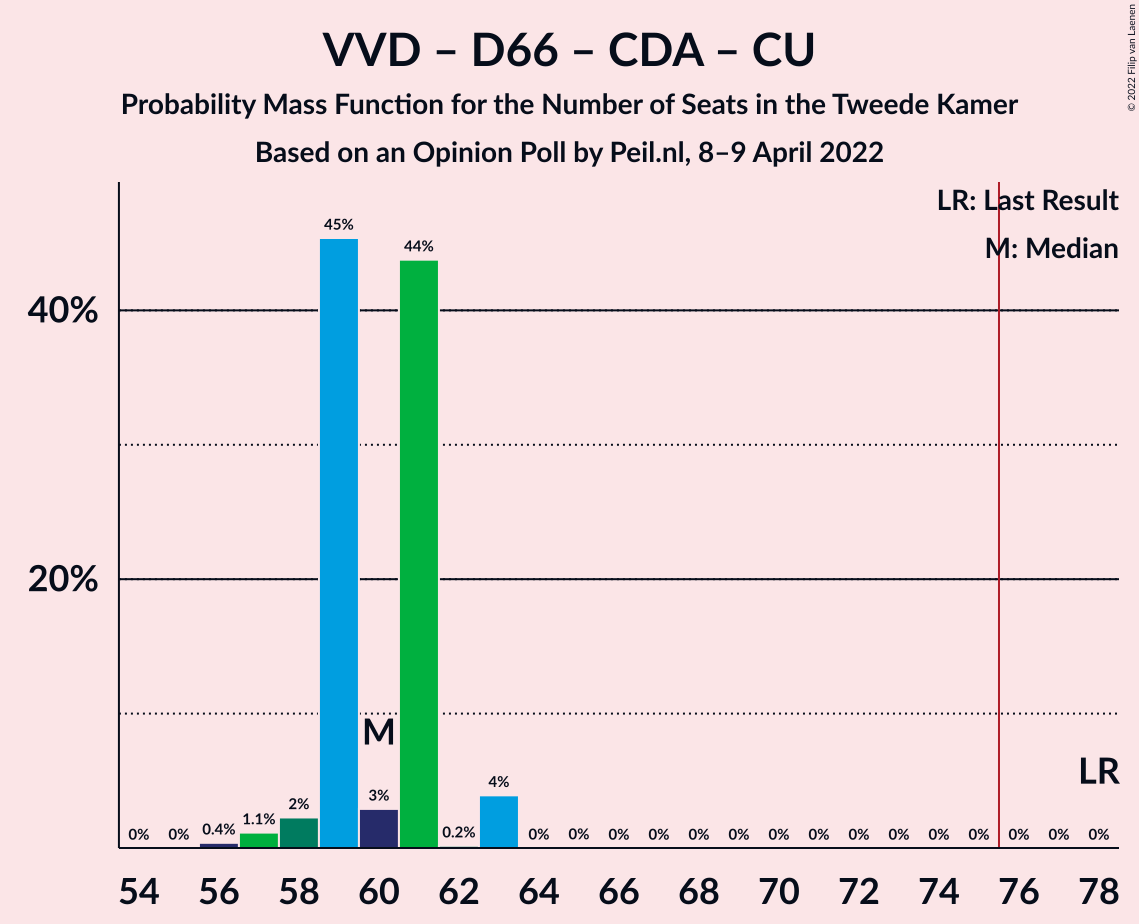 VVD – D66 – CDA – CU
Probability Mass Function for the Number of Seats in the Tweede Kamer
Based on an Opinion Poll by Peil.nl, 8–9 April 2022
© 2022 Filip van Laenen
LR: Last Result
M: Median
40%
20%
0% 0% 0.4% 1.1% 2% 45% 3% 44% 0.2% 4% 0% 0% 0% 0% 0% 0% 0% 0% 0% 0% 0% 0% 0% 0% 0%
M
LR
54 56 58 60 62 64 66 68 70 72 74 76 78